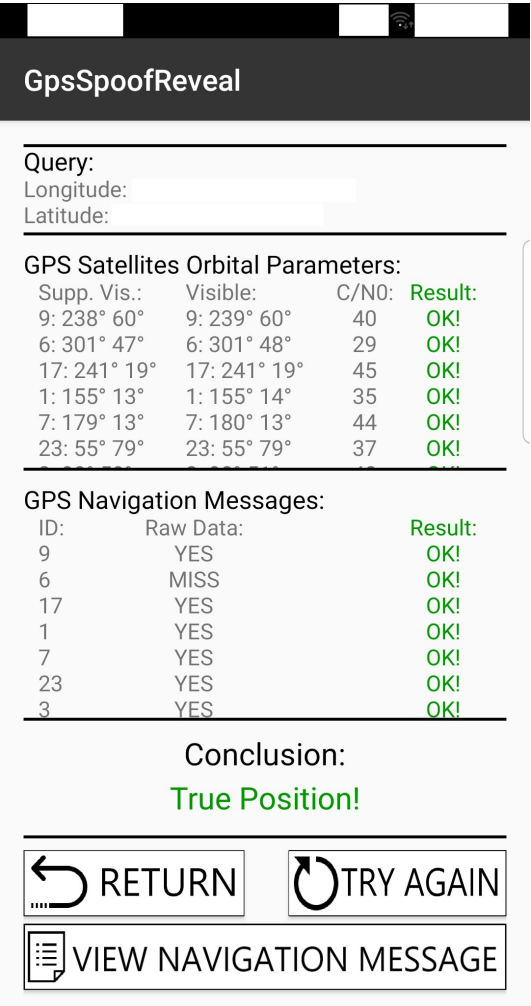 GpsSpoofReveal
Query:
Longitude:
Latitude:
GPS Satellites Orbital Parameters:
Supp. Vis.: Visible: C/N0: Result:
9: 238° 60° 9: 239° 60° 40 OK!
6: 301° 47° 6: 301° 48° 29 OK!
17: 241° 19° 17: 241° 19° 45 OK!
1: 155° 13° 1: 155° 14° 35 OK!
7: 179° 13° 7: 180° 13° 44 OK!
23: 55° 79° 23: 55° 79° 37 OK!
GPS Navigation Messages:
ID: Raw Data: Result:
9 YES OK!
6 MISS OK!
17 YES OK!
1 YES OK!
7 YES OK!
23 YES OK!
3 YES OK!
Conclusion:
True Position!
RETURN TRY AGAIN
VIEW NAVIGATION MESSAGE